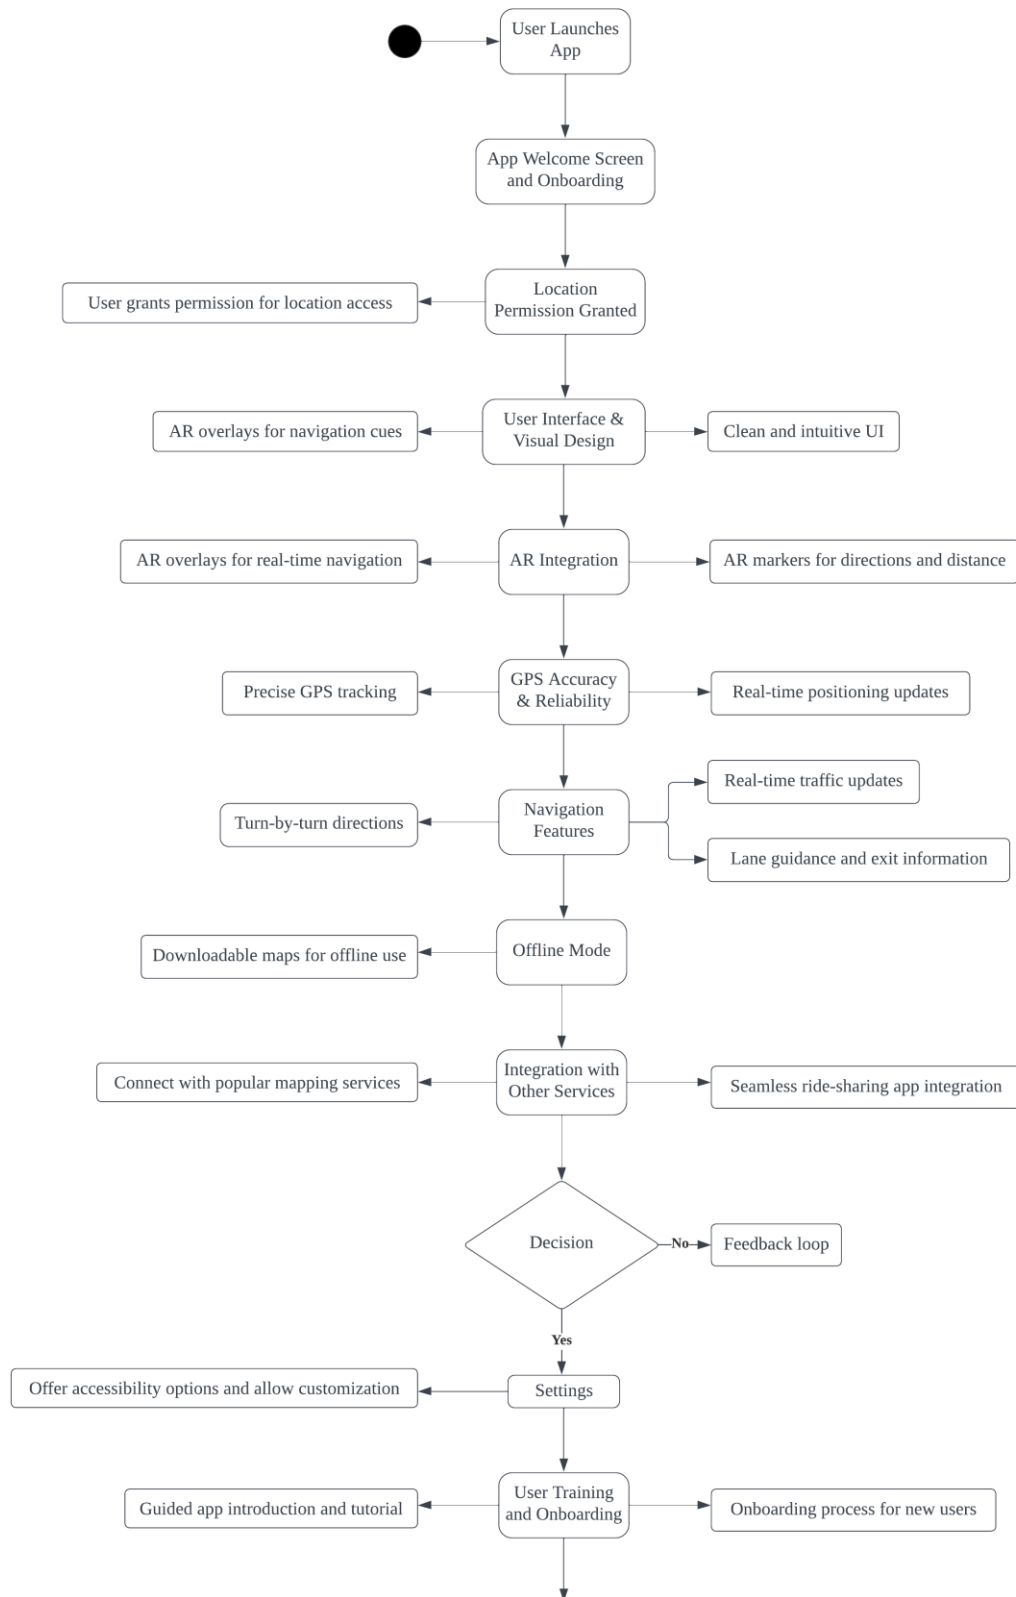 User Launches
App
App Welcome Screen
and Onboarding
User grants permission for location access
Location
Permission Granted
AR overlays for navigation cues
User Interface &
Visual Design
Clean and intuitive UI
AR overlays for real-time navigation
AR Integration
AR markers for directions and distance
Precise GPS tracking
GPS Accuracy
& Reliability
Real-time positioning updates
Real-time traffic updates
Turn-by-turn directions
Navigation
Features
Lane guidance and exit information
Downloadable maps for offline use
Offline Mode
Connect with popular mapping services
Integration with
Other Services
Seamless ride-sharing app integration
Decision
No
Feedback loop
Yes
Offer accessibility options and allow customization
Settings
Guided app introduction and tutorial
User Training
and Onboarding
Onboarding process for new users